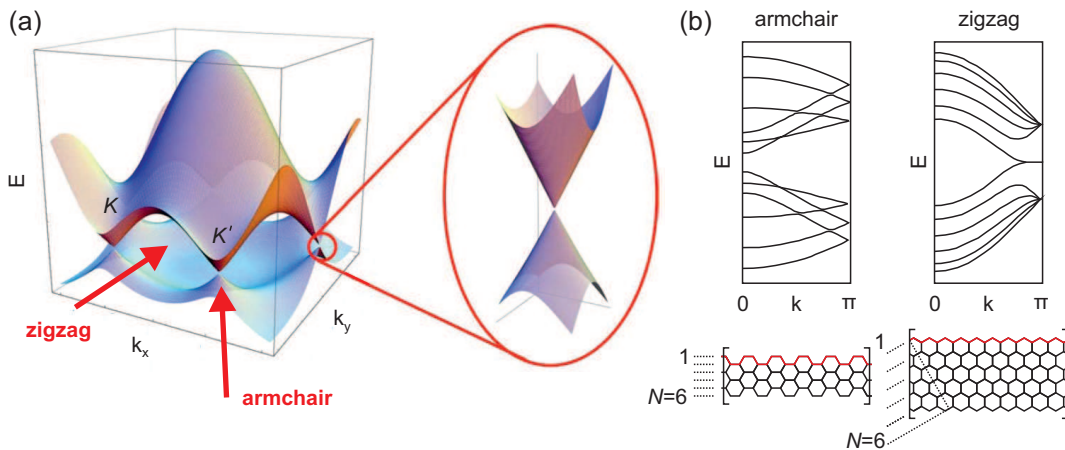 (a)
E
K
K'
zigzag
armchair
kx
ky
(b)
armchair
zigzag
E
E
0
k
π
0
k
π
1
N=6
1
N=6